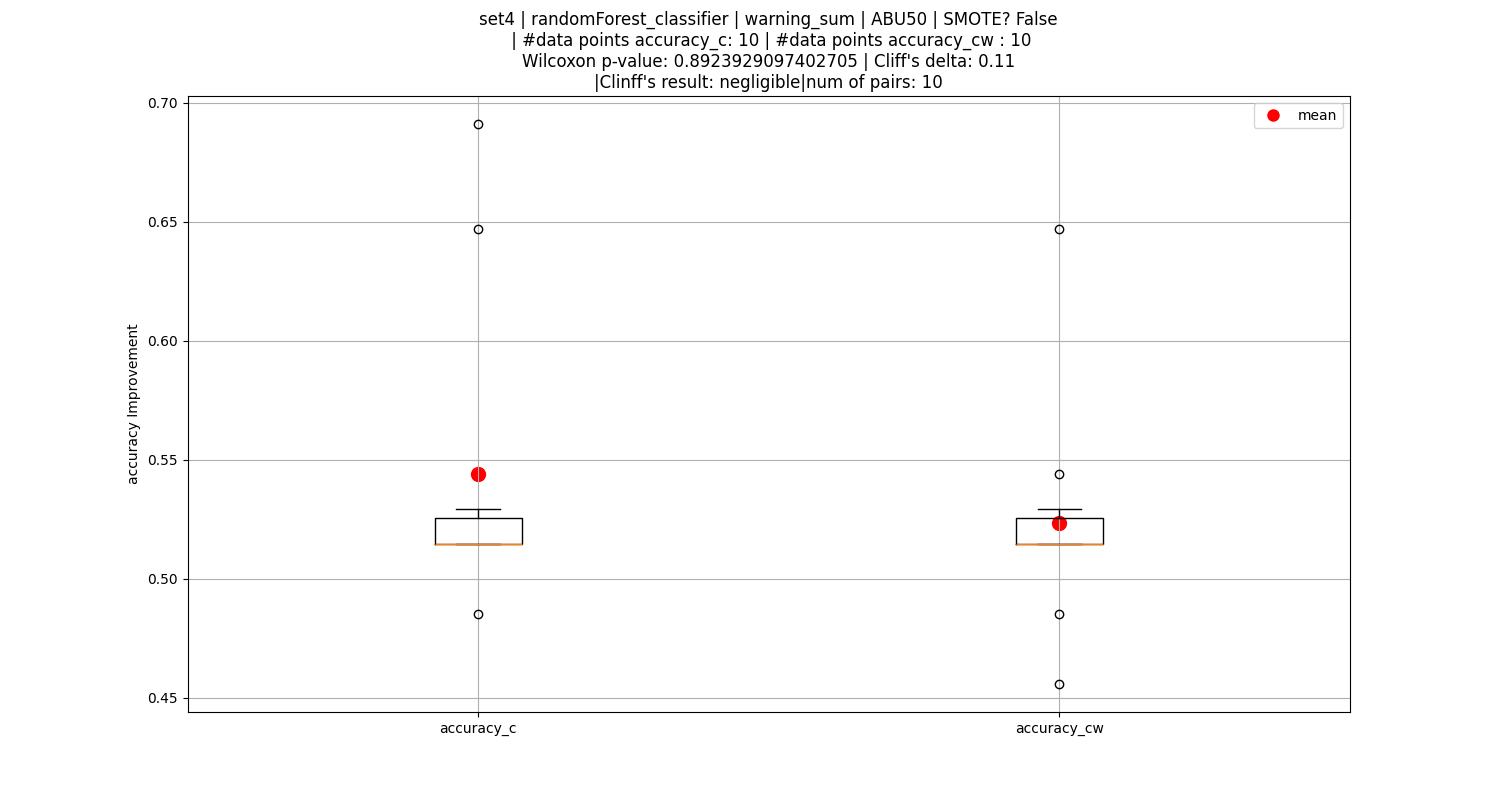 set4 | randomForest_classifier | warning_sum | ABU50 | SMOTE? False
| #data points accuracy_c: 10 | #data points accuracy_cw : 10
Wilcoxon p-value: 0.8923929097402705 | Cliff's delta: 0.11
|Clinff's result: negligible|num of pairs: 10
mean
0.70
0.65
0.60
0.55
0.50
0.45
accuracy Improvement
accuracy_c
accuracy_cw